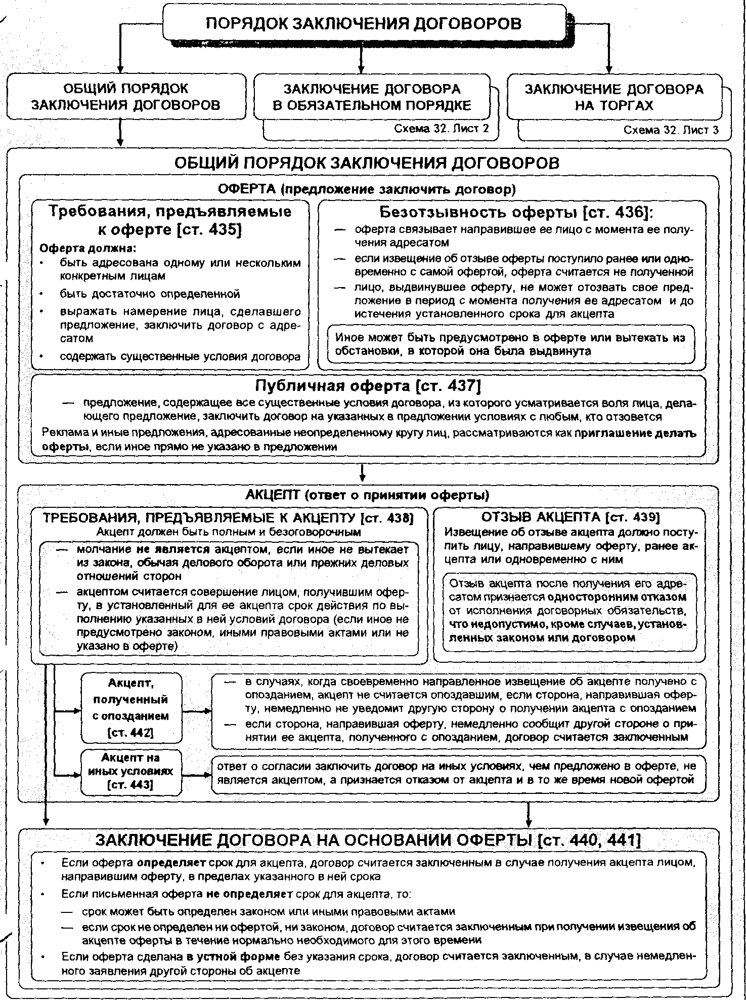 ПОРЯДОК ЗАКЛЮЧЕНИЯ ДОГОВОРОВ
ОБЩИЙ ПОРЯДОК
ЗАКЛЮЧЕНИЯ ДОГОВОРОВ
ЗАКЛЮЧЕНИЕ ДОГОВОРА
В ОБЯЗАТЕЛЬНОМ ПОРЯДКЕ
Схема 32. Лист 2
ЗАКЛЮЧЕНИЕ ДОГОВОРА
НА ТОРГАХ
Схема 32. Лист 3
ОБЩИЙ ПОРЯДОК ЗАКЛЮЧЕНИЯ ДОГОВОРОВ
ОФЕРТА (предложение заключить договор)
Требования, предъявляемые
к оферте [ст. 435]
Оферта должна:
• быть адресована одному или нескольким
конкретным лицам
• быть достаточно определенной
• выражать намерение лица, сделавшего
предложение, заключить договор с адре-
сатом
• содержать существенные условия договора
Безотзывность оферты [ст. 436]:
— оферта связывает направившее ее лицо с момента ее полу-
чения адресатом
— если извещение об отзыве оферты поступило ранее или одно-
временно с самой офертой, оферта считается не полученной
— лицо, выдвинувшее оферту, не может отозвать свое пред-
ложение в период с момента получения ее адресатом и до
истечения установленного срока для акцепта
Иное может быть предусмотрено в оферте или вытекать из
обстановки, в которой она была выдвинута
Публичная оферта [ст. 437]
— предложение, содержащее все существенные условия договора, из которого усматривается воля лица, дела-
ющего предложение, заключить договор на указанных в предложении условиях с любым, кто отзовется
Реклама и иные предложения, адресованные неопределенному кругу лиц, рассматриваются как приглашение делать
оферты, если иное прямо не указано в предложении
АКЦЕПТ (ответ о принятии оферты)
ТРЕБОВАНИЯ, ПРЕДЪЯВЛЯЕМЫЕ К АКЦЕПТУ [ст. 438]
Акцепт должен быть полным и безоговорочным
— молчание не является акцептом, если иное не вытекает
из закона, обычая делового оборота или прежних деловых
отношений сторон
— акцептом считается совершение лицом, получившим офер-
ту, в установленный для ее акцепта срок действия по вы-
полнению указанных в ней условий договора (если иное не
предусмотрено законом, иными правовыми актами или не
указано в оферте)
ОТЗЫВ АКЦЕПТА [ст. 439]
Извещение об отзыве акцепта должно посту-
пить лицу, направившему оферту, ранее ак-
цепта или одновременно с ним
Отзыв акцепта после получения его адре-
сатом признается односторонним отказом
от исполнения договорных обязательств,
что недопустимо, кроме случаев, установ-
ленных законом или договором
Акцепт,
полученный
с опозданием
[ст. 442]
— в случаях, когда своевременно направленное извещение об акцепте получено с
опозданием, акцепт не считается опоздавшим, если сторона, направившая офер-
ту, немедленно не уведомит другую сторону о получении акцепта с опозданием
— если сторона, направившая оферту, немедленно сообщит другой стороне о при-
нятии ее акцепта, полученного с опозданием, договор считается заключенным
Акцепт на
иных условиях
[ст. 443]
ответ о согласии заключить договор на иных условиях, чем предложено в оферте, не
является акцептом, а признается отказом от акцепта и в то же время новой офертой
ЗАКЛЮЧЕНИЕ ДОГОВОРА НА ОСНОВАНИИ ОФЕРТЫ [ст. 440, 441]
• Если оферта определяет срок для акцепта, договор считается заключенным в случае получения акцепта лицом,
направившим оферту, в пределах указанного в ней срока
• Если письменная оферта не определяет срок для акцепта, то:
— срок может быть определен законом или иными правовыми актами
— если срок не определен ни офертой, ни законом, договор считается заключенным при получении извещения об
акцепте оферты в течение нормально необходимого для этого времени
• Если оферта сделана в устной форме без указания срока, договор считается заключенным, в случае немедлен-
ного заявления другой стороны об акцепте